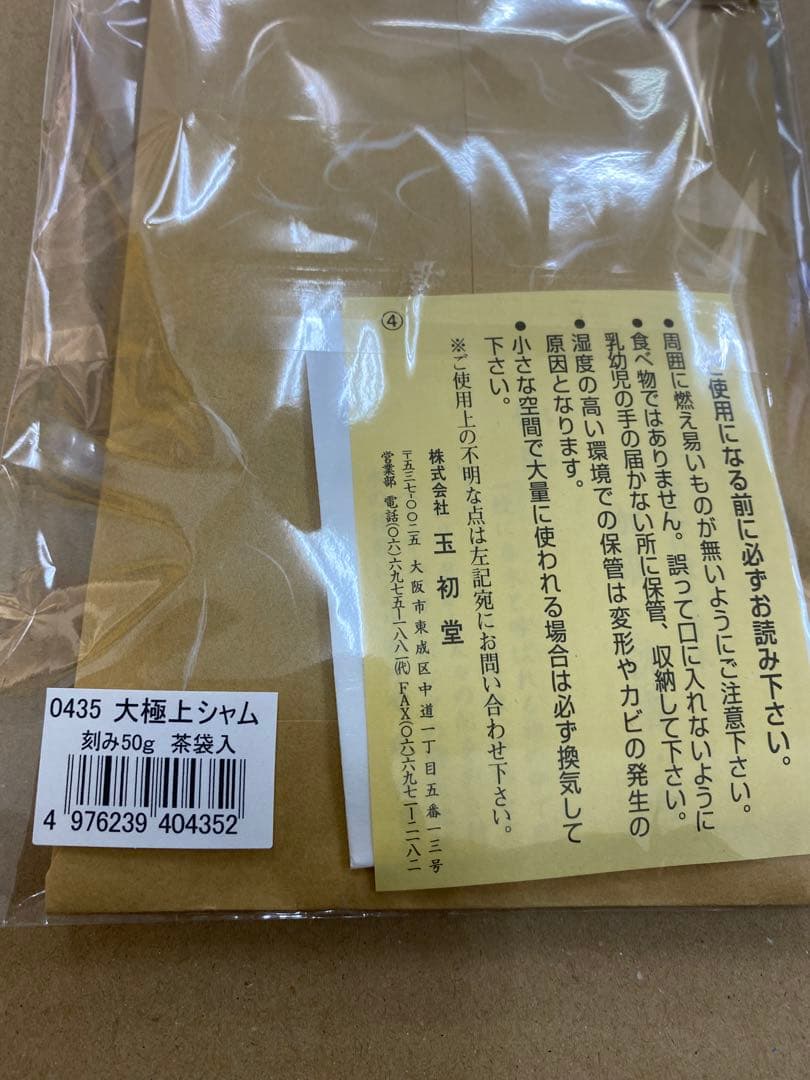 使用になる前に必ずお読み下さい。
●周囲に燃え易いものが無いようにご注意下さい。
●食べ物ではありません。誤って口に入れないように
乳幼児の手の届かない所に保管、収納して下さい。
●湿度の高い環境での保管は変形やカビの発生の
原因となります。
●小さな空間で大量に使われる場合は必ず換気して
下さい。
※ご使用上の不明な点は左記宛にお問い合わせ下さい。
株式会社 玉初堂
〒五三七-〇〇二五 大阪市東成区中道一丁目五番一三号
営業部 電話(〇六)六九七五-一八八一(代) FAX(〇六)六九七二-二二八二
④
0435 大極上シャム
刻み50g 茶袋入
4 976239 404352